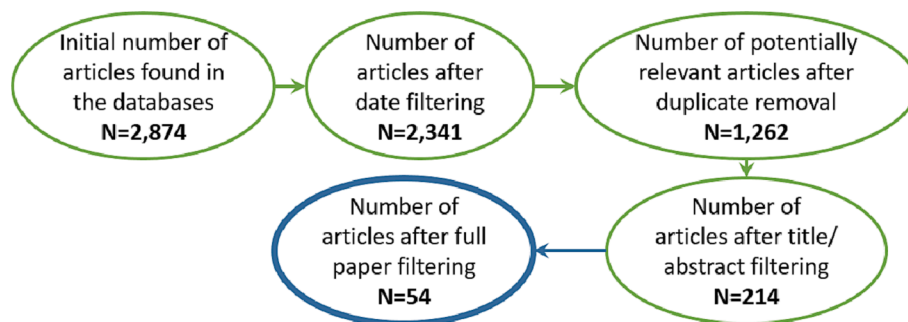 Initial number of
articles found in
the databases
N=2,874
Number of
articles after
date filtering
N=2,341
Number of potentially
relevant articles after
duplicate removal
N=1,262
Number of
articles after title/
abstract filtering
N=214
Number of
articles after full
paper filtering
N=54